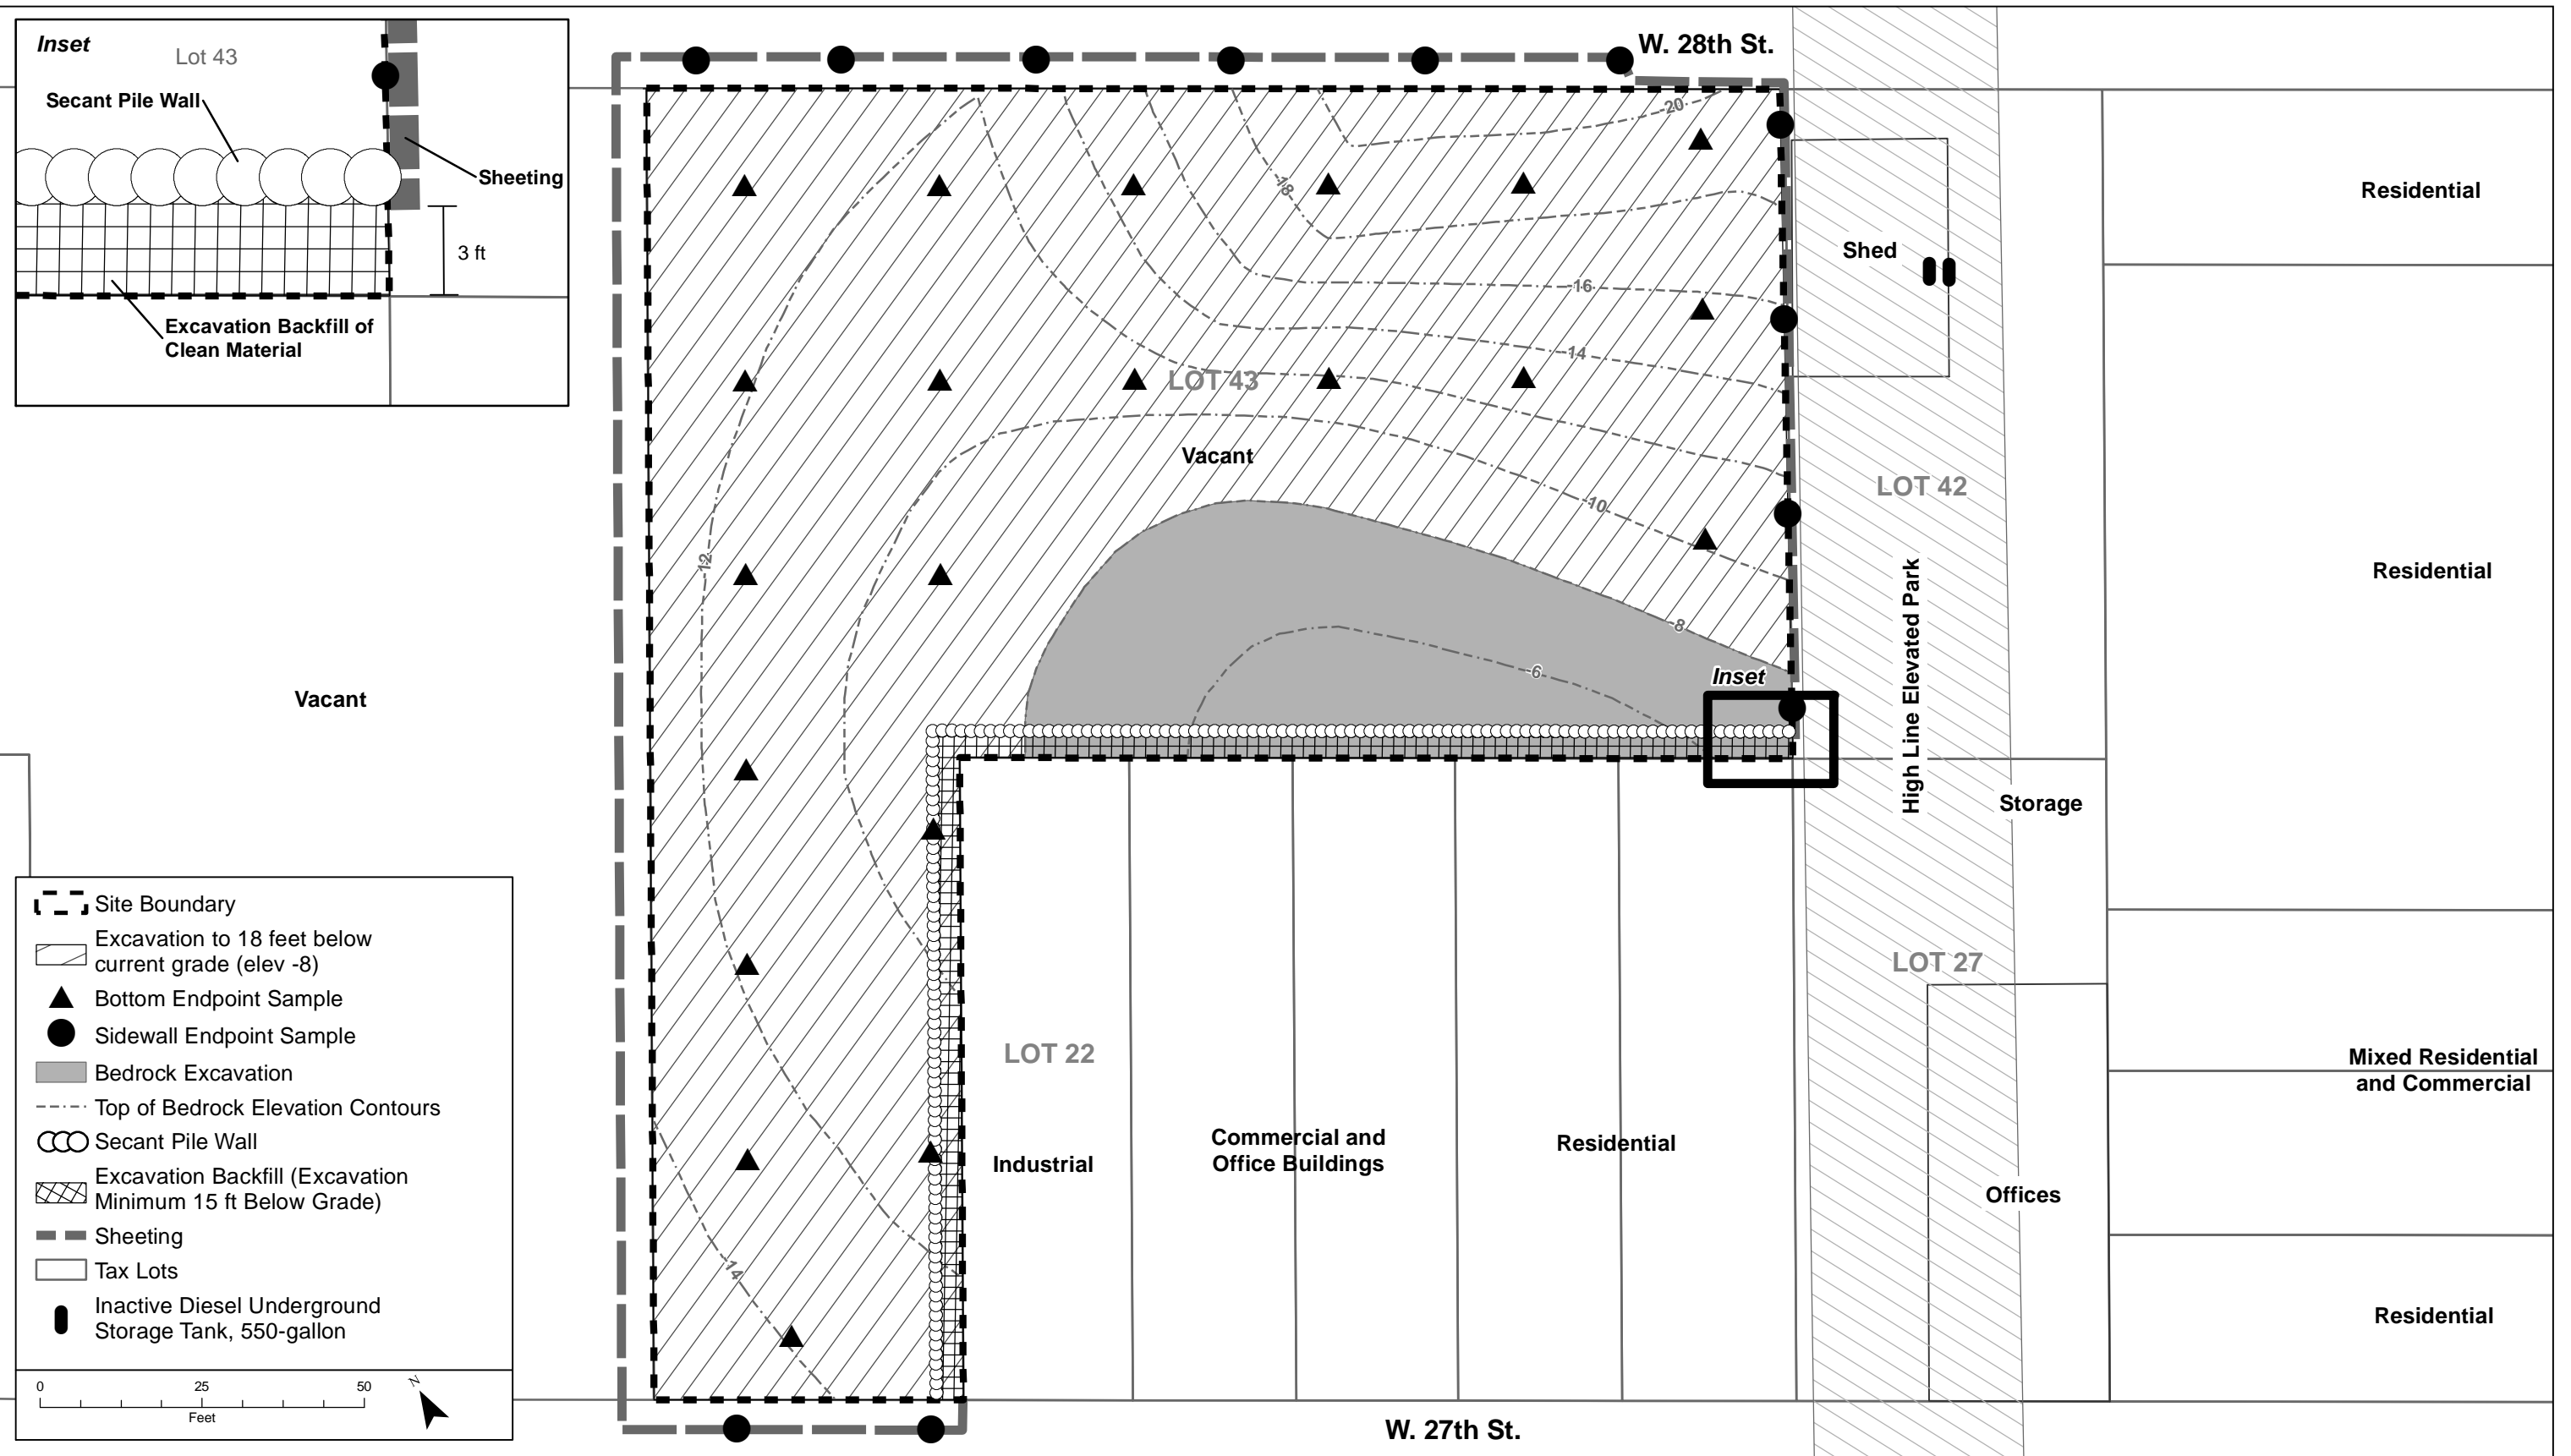 Inset
Lot 43
Secant Pile Wall
Sheeting
3 ft
Excavation Backfill of
Clean Material
W. 28th St.
-20
-18
-16
-14
LOT 43
Vacant
-10
-12
-8
-6
Inset
Shed
LOT 42
High Line Elevated Park
Residential
Residential
Vacant
Storage
LOT 27
LOT 22
Industrial
Commercial and
Office Buildings
Residential
Offices
Mixed Residential
and Commercial
Residential
-14
W. 27th St.
Site Boundary
Excavation to 18 feet below
current grade (elev -8)
Bottom Endpoint Sample
Sidewall Endpoint Sample
Bedrock Excavation
Top of Bedrock Elevation Contours
Secant Pile Wall
Excavation Backfill (Excavation
Minimum 15 ft Below Grade)
Sheeting
Tax Lots
Inactive Diesel Underground
Storage Tank, 550-gallon
0 25 50
Feet
N